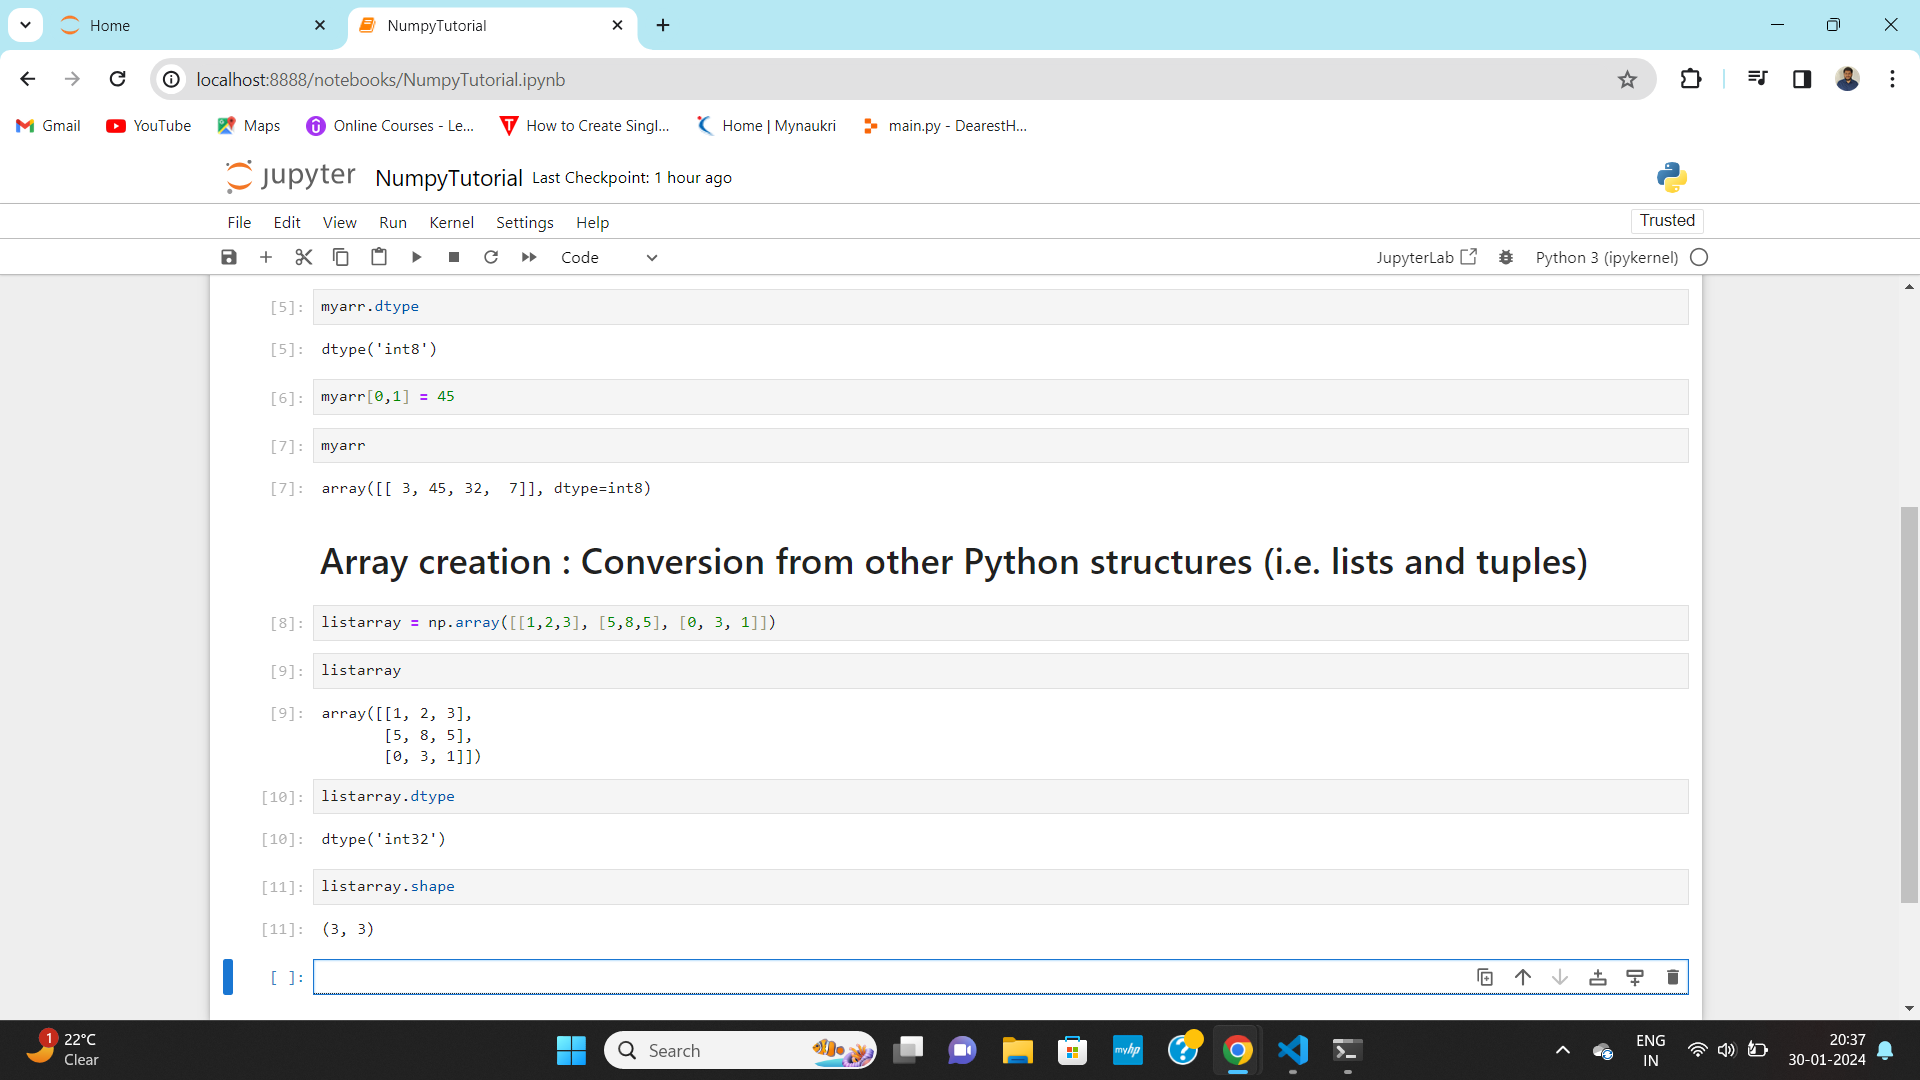 Home
NumpyTutorial
localhost:8888/notebooks/NumpyTutorial.ipynb
Gmail
YouTube
Maps
Online Courses - Le...
How to Create Singl...
Home | Mynaukri
main.py - DearestH...
jupyter NumpyTutorial Last Checkpoint: 1 hour ago
File Edit View Run Kernel Settings Help
Trusted
Code
JupyterLab
Python 3 (ipykernel)
[5]: myarr.dtype
[5]: dtype('int8')
[6]: myarr[0,1] = 45
[7]: myarr
[7]: array([[ 3, 45, 32,  7]], dtype=int8)
Array creation : Conversion from other Python structures (i.e. lists and tuples)
[8]: listarray = np.array([[1,2,3], [5,8,5], [0, 3, 1]])
[9]: listarray
[9]: array([[1, 2, 3],
[5, 8, 5],
[0, 3, 1]])
[10]: listarray.dtype
[10]: dtype('int32')
[11]: listarray.shape
[11]: (3, 3)
[ ]:
1
22°C
Clear
Search
myhp
ENG
IN
20:37
30-01-2024